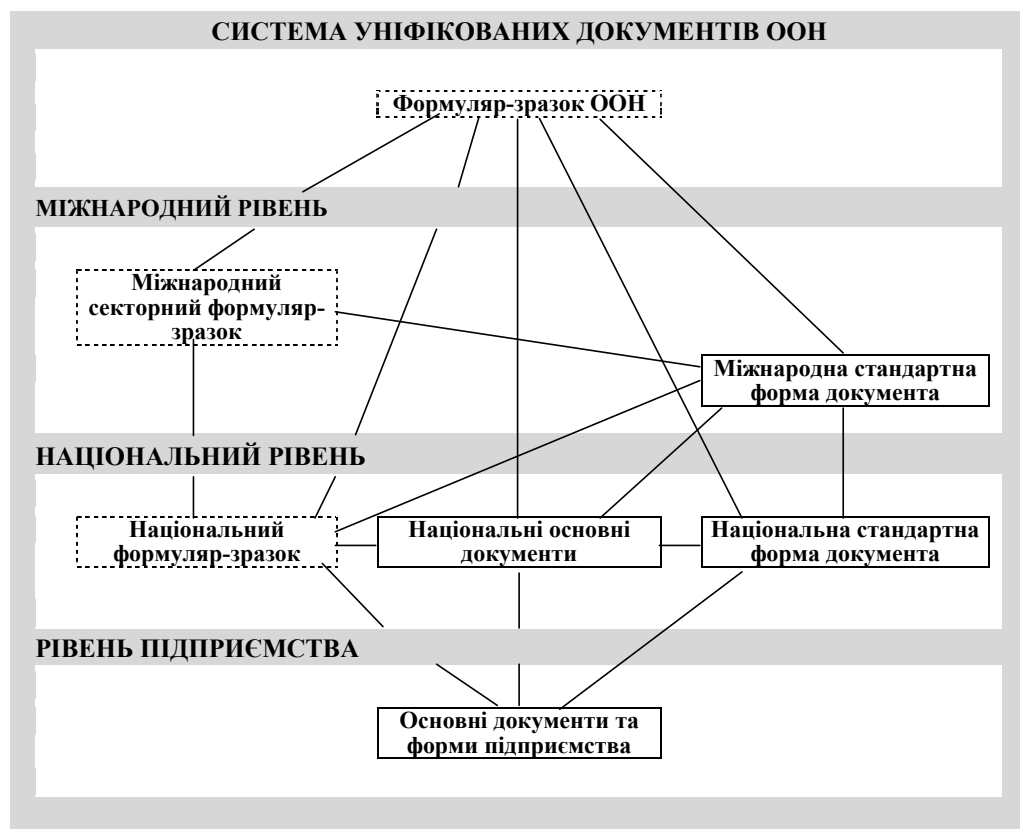 СИСТЕМА УНІФІКОВАНИХ ДОКУМЕНТІВ ООН
Формуляр-зразок ООН
МІЖНАРОДНИЙ РІВЕНЬ
Міжнародний
секторний формуляр-
зразок
Міжнародна стандартна
форма документа
НАЦІОНАЛЬНИЙ РІВЕНЬ
Національний
формуляр-зразок
Національні основні
документи
Національна стандартна
форма документа
РІВЕНЬ ПІДПРИЄМСТВА
Основні документи та
форми підприємства